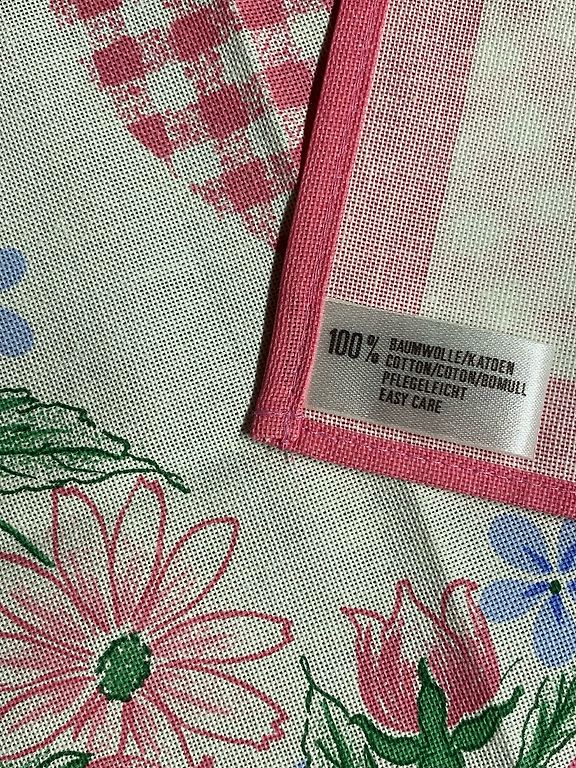 100% BAUMWOLLE/KATOEN
COTTON/COTON/BOMULL
PFLEGELEICHT
EASY CARE